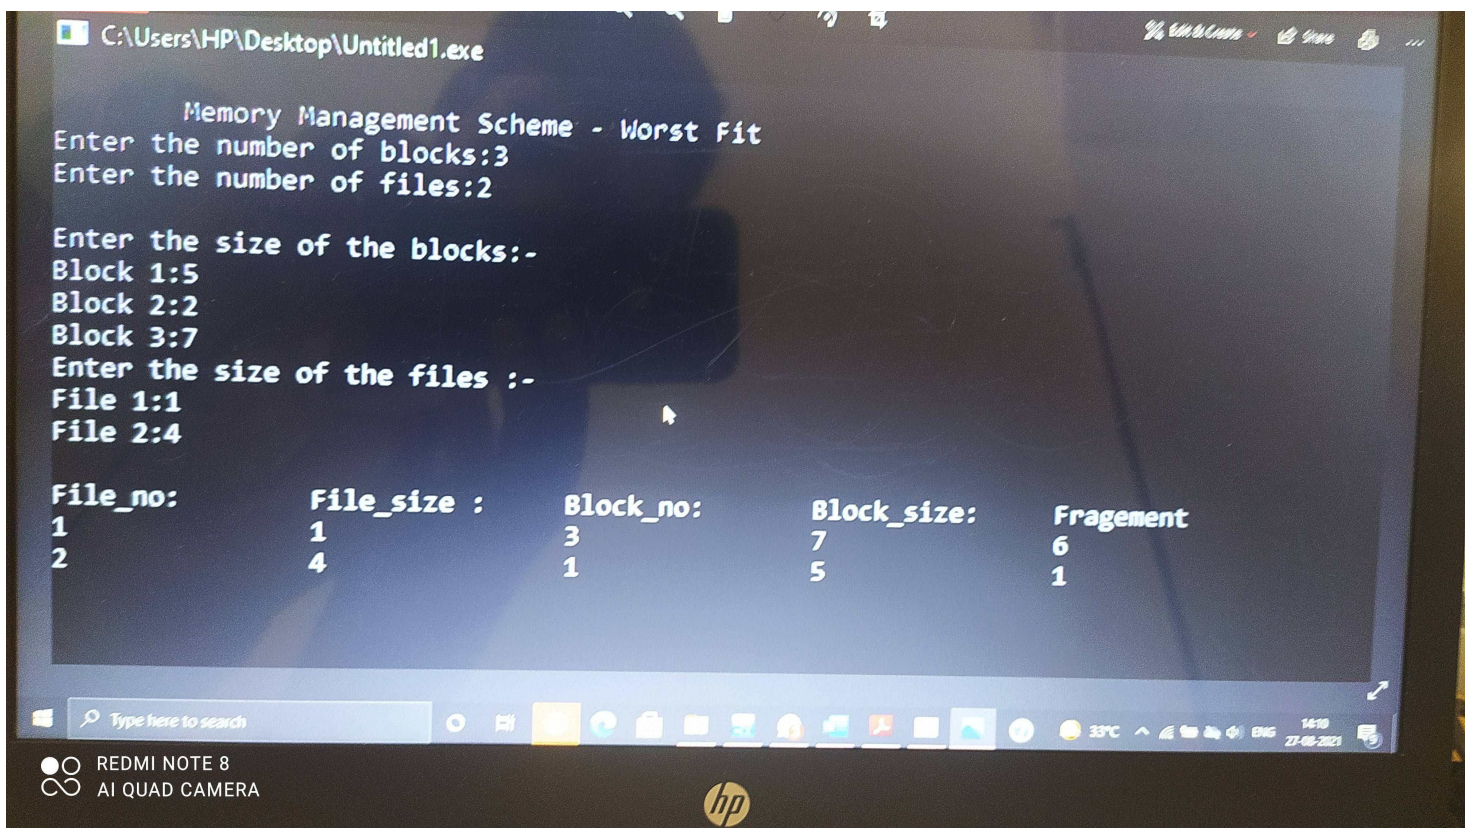 C:\Users\HP\Desktop\Untitled1.exe
Share
Memory Management Scheme - Worst Fit
Enter the number of blocks:3
Enter the number of files:2
Enter the size of the blocks:-
Block 1:5
Block 2:2
Block 3:7
Enter the size of the files :-
File 1:1
File 2:4
File_no: File_size : Block_no: Block_size: Fragement
1 1 3 7 6
2 4 1 5 1
Type here to search
33°C ENG 14:10
27-08-2021
REDMI NOTE 8
AI QUAD CAMERA
hp